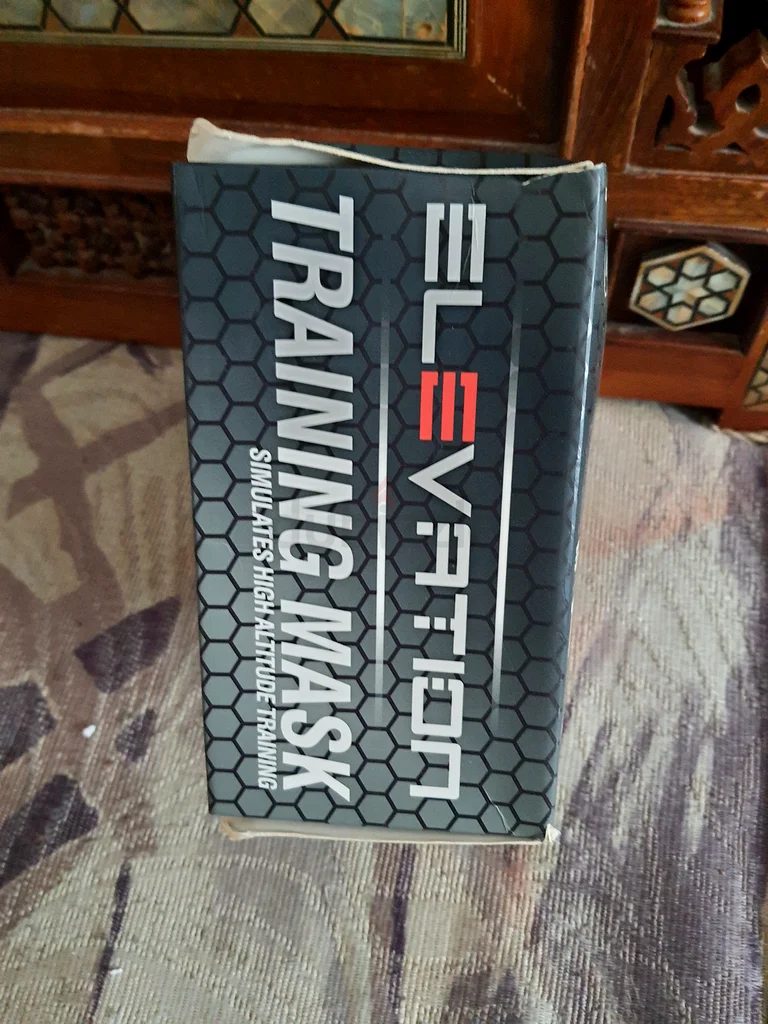 ELEVATION
TRAINING MASK
SIMULATES HIGH ALTITUDE TRAINING